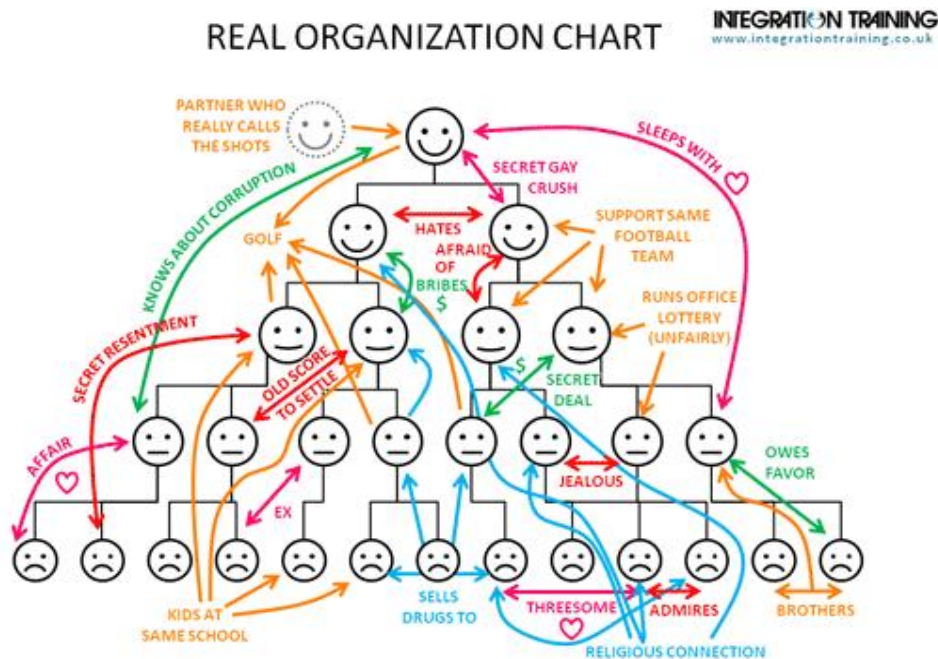 REAL ORGANIZATION CHART
INTEGRATION TRAINING
www.integrationtraining.co.uk
PARTNER WHO
REALLY CALLS
THE SHOTS
SLEEPS WITH
SECRET GAY
CRUSH
KNOWS ABOUT CORRUPTION
GOLF
HATES
SUPPORT SAME
FOOTBALL
TEAM
AFRAID
OF
BRIBES
$
RUNS OFFICE
LOTTERY
(UNFAIRLY)
SECRET RESENTMENT
OLD SCORE
TO SETTLE
$
SECRET
DEAL
AFFAIR
JEALOUS
OWES
FAVOR
EX
KIDS AT
SAME SCHOOL
SELLS
DRUGS TO
THREESOME
ADMIRES
BROTHERS
RELIGIOUS CONNECTION